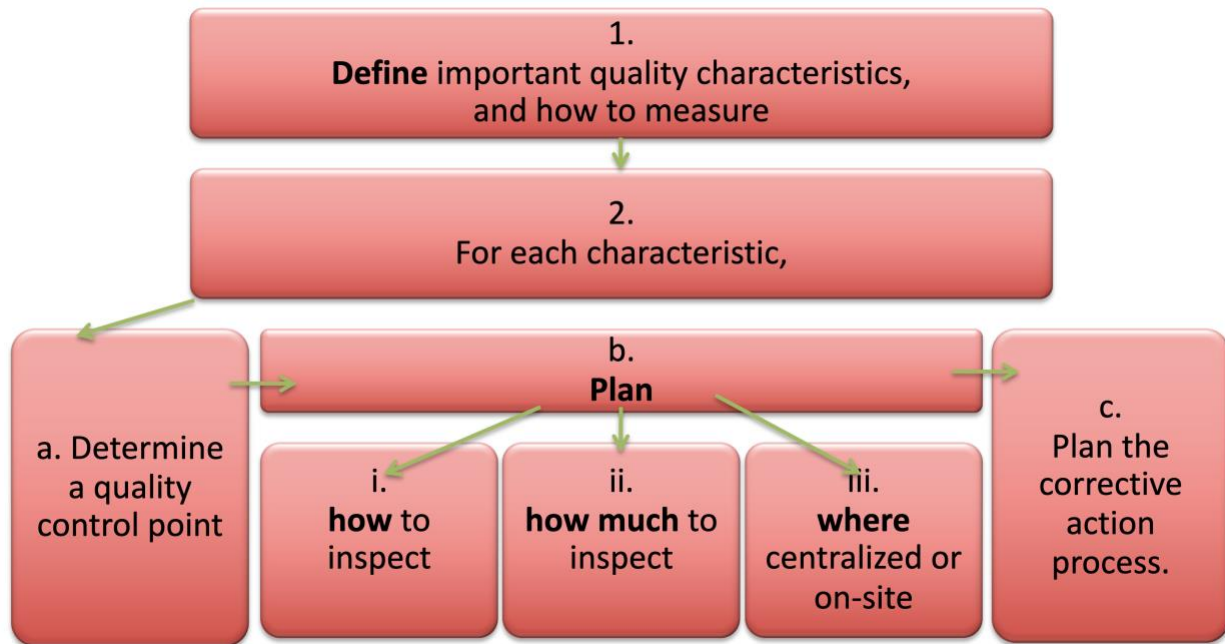 1.
Define important quality characteristics,
and how to measure
2.
For each characteristic,
a. Determine
a quality
control point
b.
Plan
i.
how to
inspect
ii.
how much to
inspect
iii.
where
centralized or
on-site
c.
Plan the
corrective
action
process.